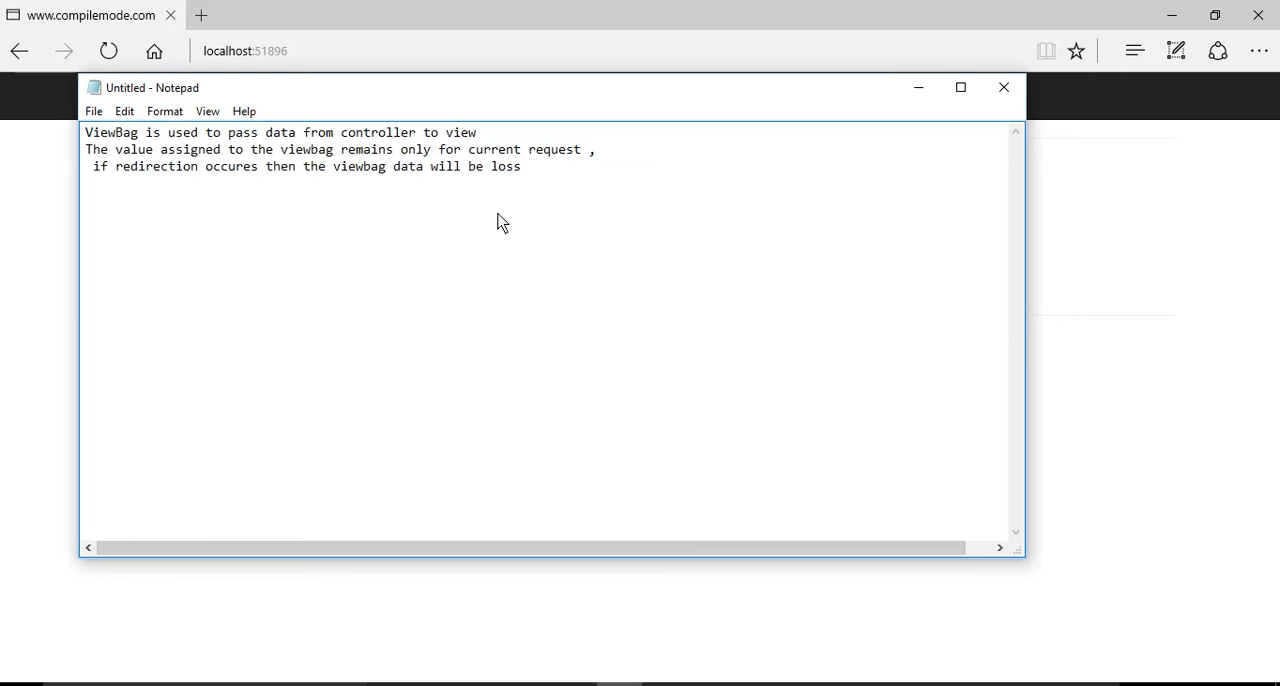 www.compilemode.com
localhost:51896
Untitled - Notepad
File Edit Format View Help
ViewBag is used to pass data from controller to view
The value assigned to the viewbag remains only for current request ,
if redirection occures then the viewbag data will be loss